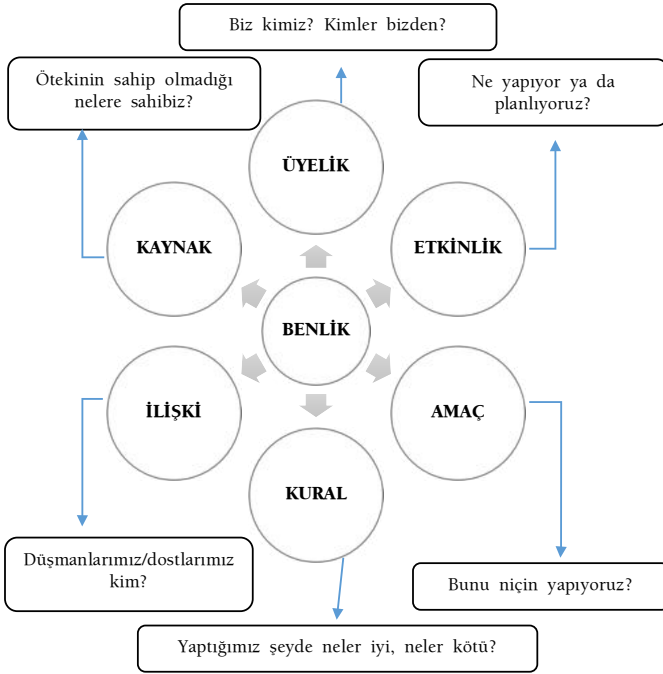 Biz kimiz? Kimler bizden?
Ötekinin sahip olmadığı
nelere sahibiz?
Ne yapıyor ya da
planlıyoruz?
ÜYELİK
KAYNAK
ETKİNLİK
BENLİK
İLİŞKİ
AMAÇ
KURAL
Düşmanlarımız/dostlarımız
kim?
Bunu niçin yapıyoruz?
Yaptığımız şeyde neler iyi, neler kötü?